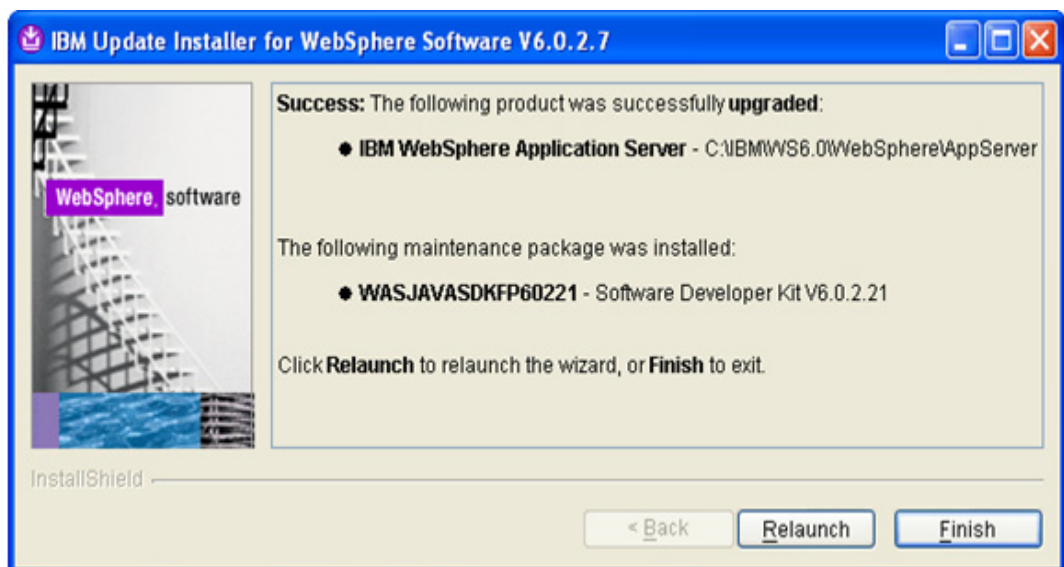 IBM Update Installer for WebSphere Software V6.0.2.7
Success: The following product was successfully upgraded:
● IBM WebSphere Application Server - C:\IBM\WS6.0\WebSphere\AppServer
WebSphere. software
The following maintenance package was installed:
● WASJAVASDKFP60221 - Software Developer Kit V6.0.2.21
Click Relaunch to relaunch the wizard, or Finish to exit.
InstallShield
< Back Relaunch Finish